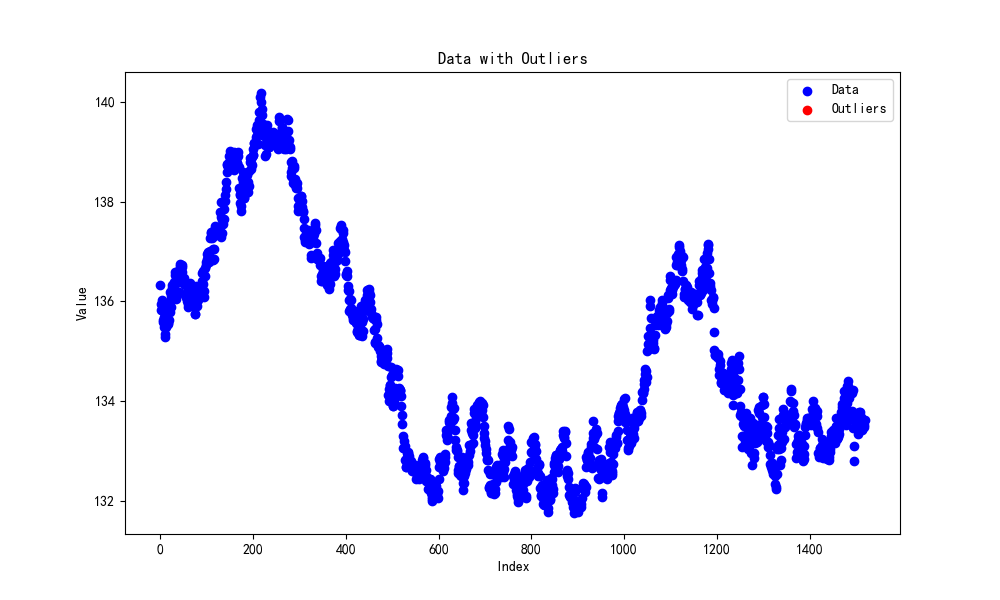 Data with Outliers
Data
Outliers
140
138
136
134
132
Value
0 200 400 600 800 1000 1200 1400
Index